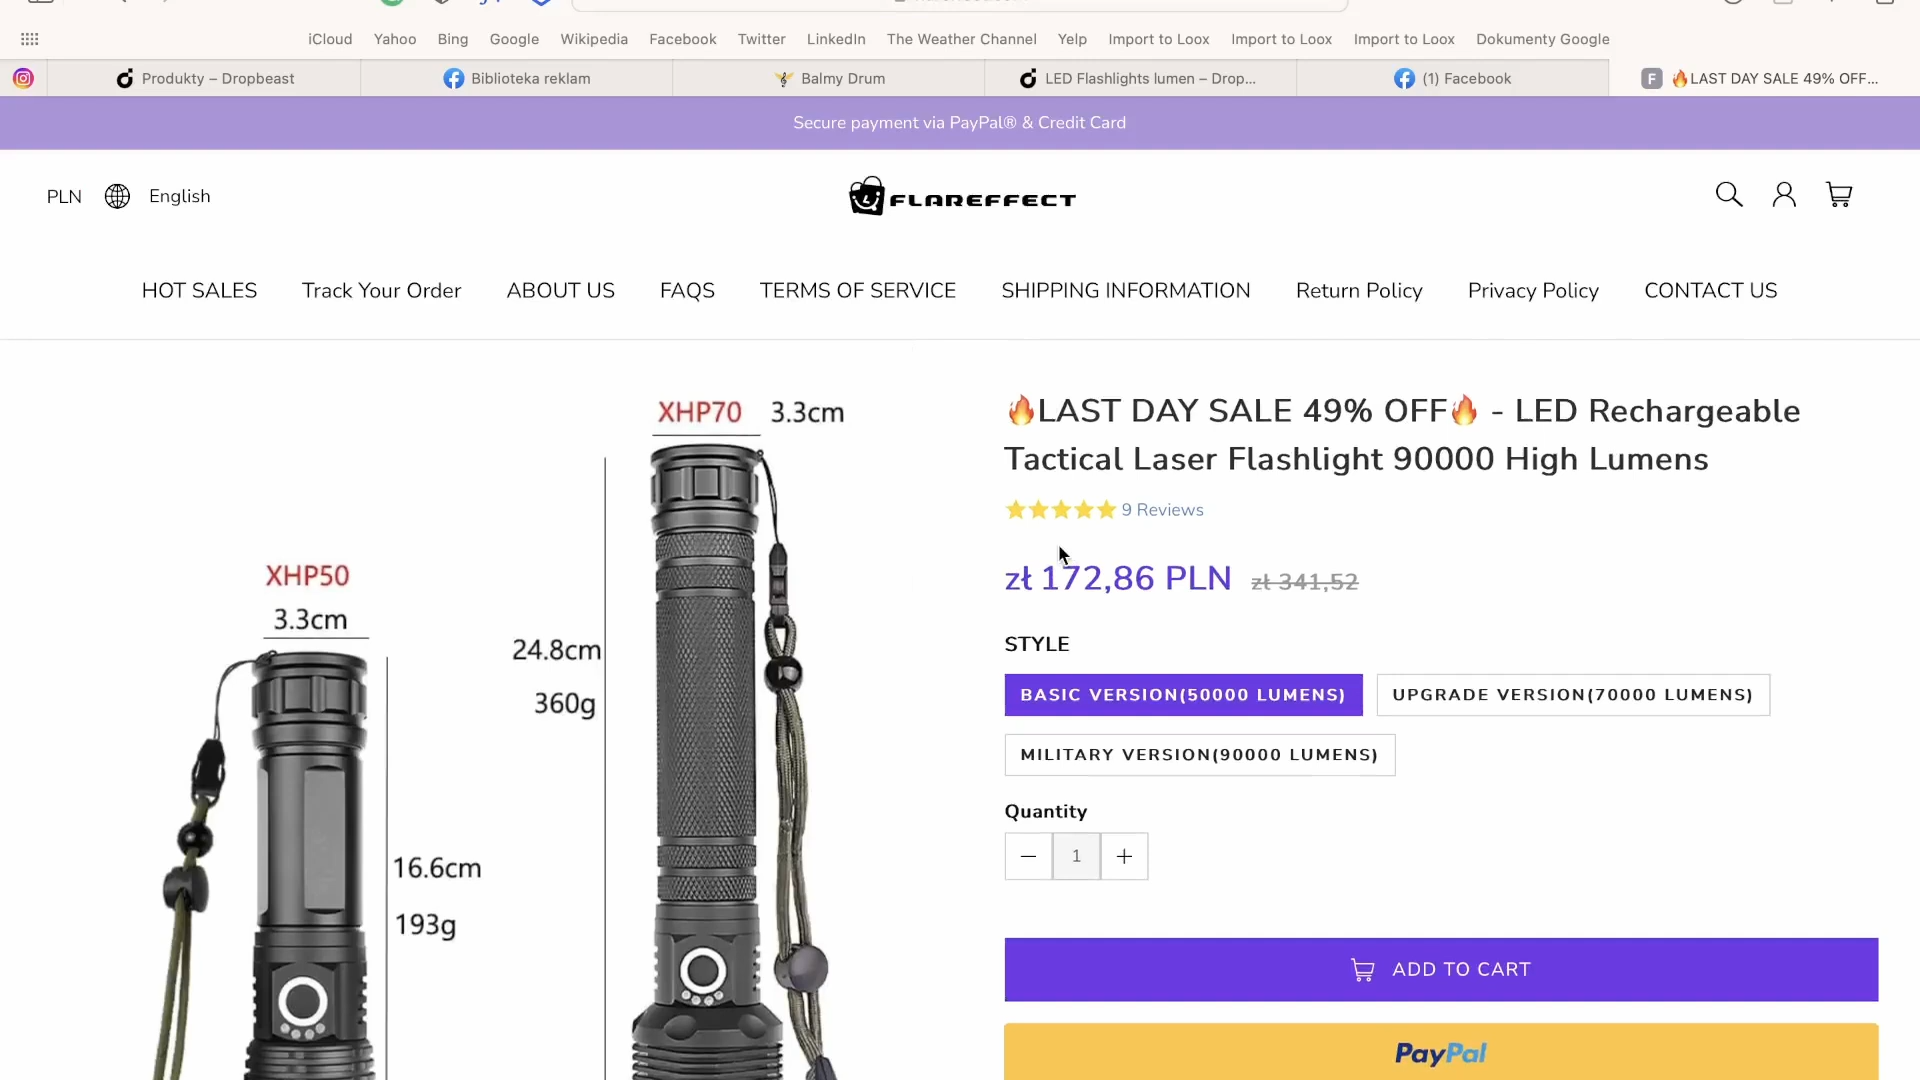 iCloud Yahoo Bing Google Wikipedia Facebook Twitter LinkedIn The Weather Channel Yelp Import to Loox Import to Loox Import to Loox Dokumenty Google
Produkty – Dropbeast Biblioteka reklam Balmy Drum LED Flashlights lumen – Drop... (1) Facebook F 🔥LAST DAY SALE 49% OFF...
Secure payment via PayPal® & Credit Card
PLN English FLAREFFECT
HOT SALES Track Your Order ABOUT US FAQS TERMS OF SERVICE SHIPPING INFORMATION Return Policy Privacy Policy CONTACT US
XHP70 3.3cm
24.8cm
360g
XHP50
3.3cm
16.6cm
193g
🔥LAST DAY SALE 49% OFF🔥 - LED Rechargeable
Tactical Laser Flashlight 90000 High Lumens
9 Reviews
zł 172,86 PLN zł 341,52
STYLE
BASIC VERSION(50000 LUMENS) UPGRADE VERSION(70000 LUMENS)
MILITARY VERSION(90000 LUMENS)
Quantity
— 1 +
ADD TO CART
PayPal